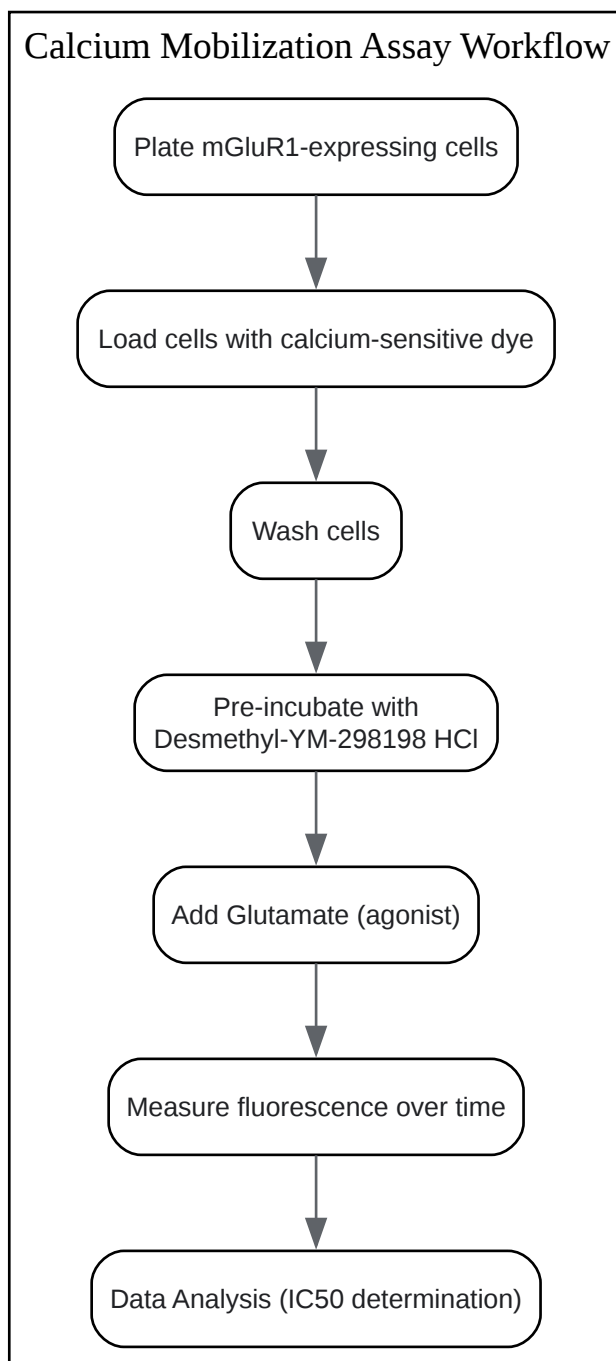 Calcium Mobilization Assay Workflow
Plate mGluR1-expressing cells
Load cells with calcium-sensitive dye
Wash cells
Pre-incubate with
Desmethyl-YM-298198 HCl
Add Glutamate (agonist)
Measure fluorescence over time
Data Analysis (IC50 determination)